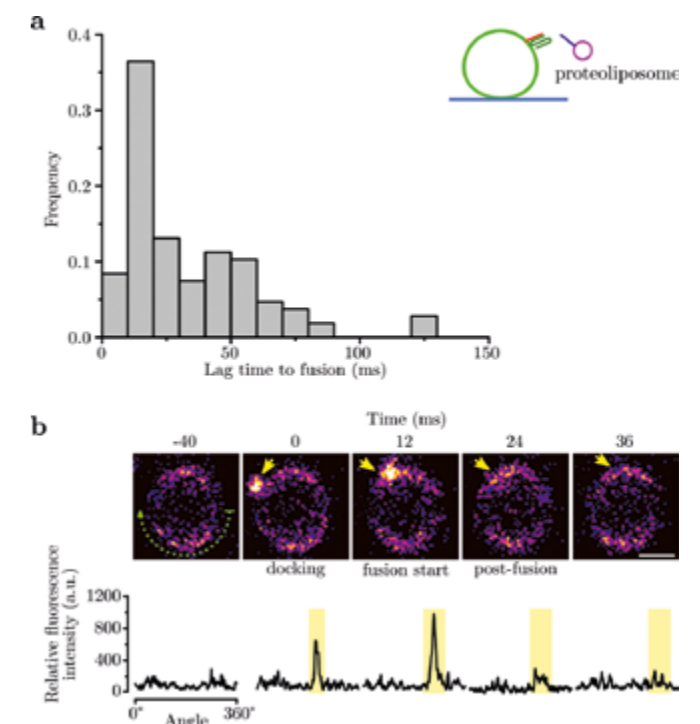 a
0.4
0.3
0.2
0.1
0.0
Frequency
0
50
100
150
Lag time to fusion (ms)
proteoliposome
b
Time (ms)
-40
0
12
24
36
docking
fusion start
post-fusion
Relative fluorescence
intensity (a.u.)
1200
800
400
0
0°
360°
Angle